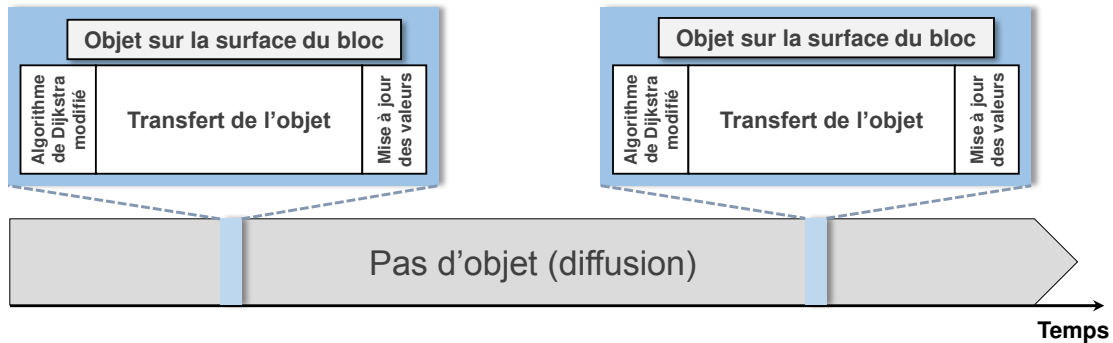 Objet sur la surface du bloc
Algorithme
de Dijkstra
modifié
Transfert de l’objet
Mise à jour
des valeurs
Objet sur la surface du bloc
Algorithme
de Dijkstra
modifié
Transfert de l’objet
Mise à jour
des valeurs
Pas d’objet (diffusion)
Temps